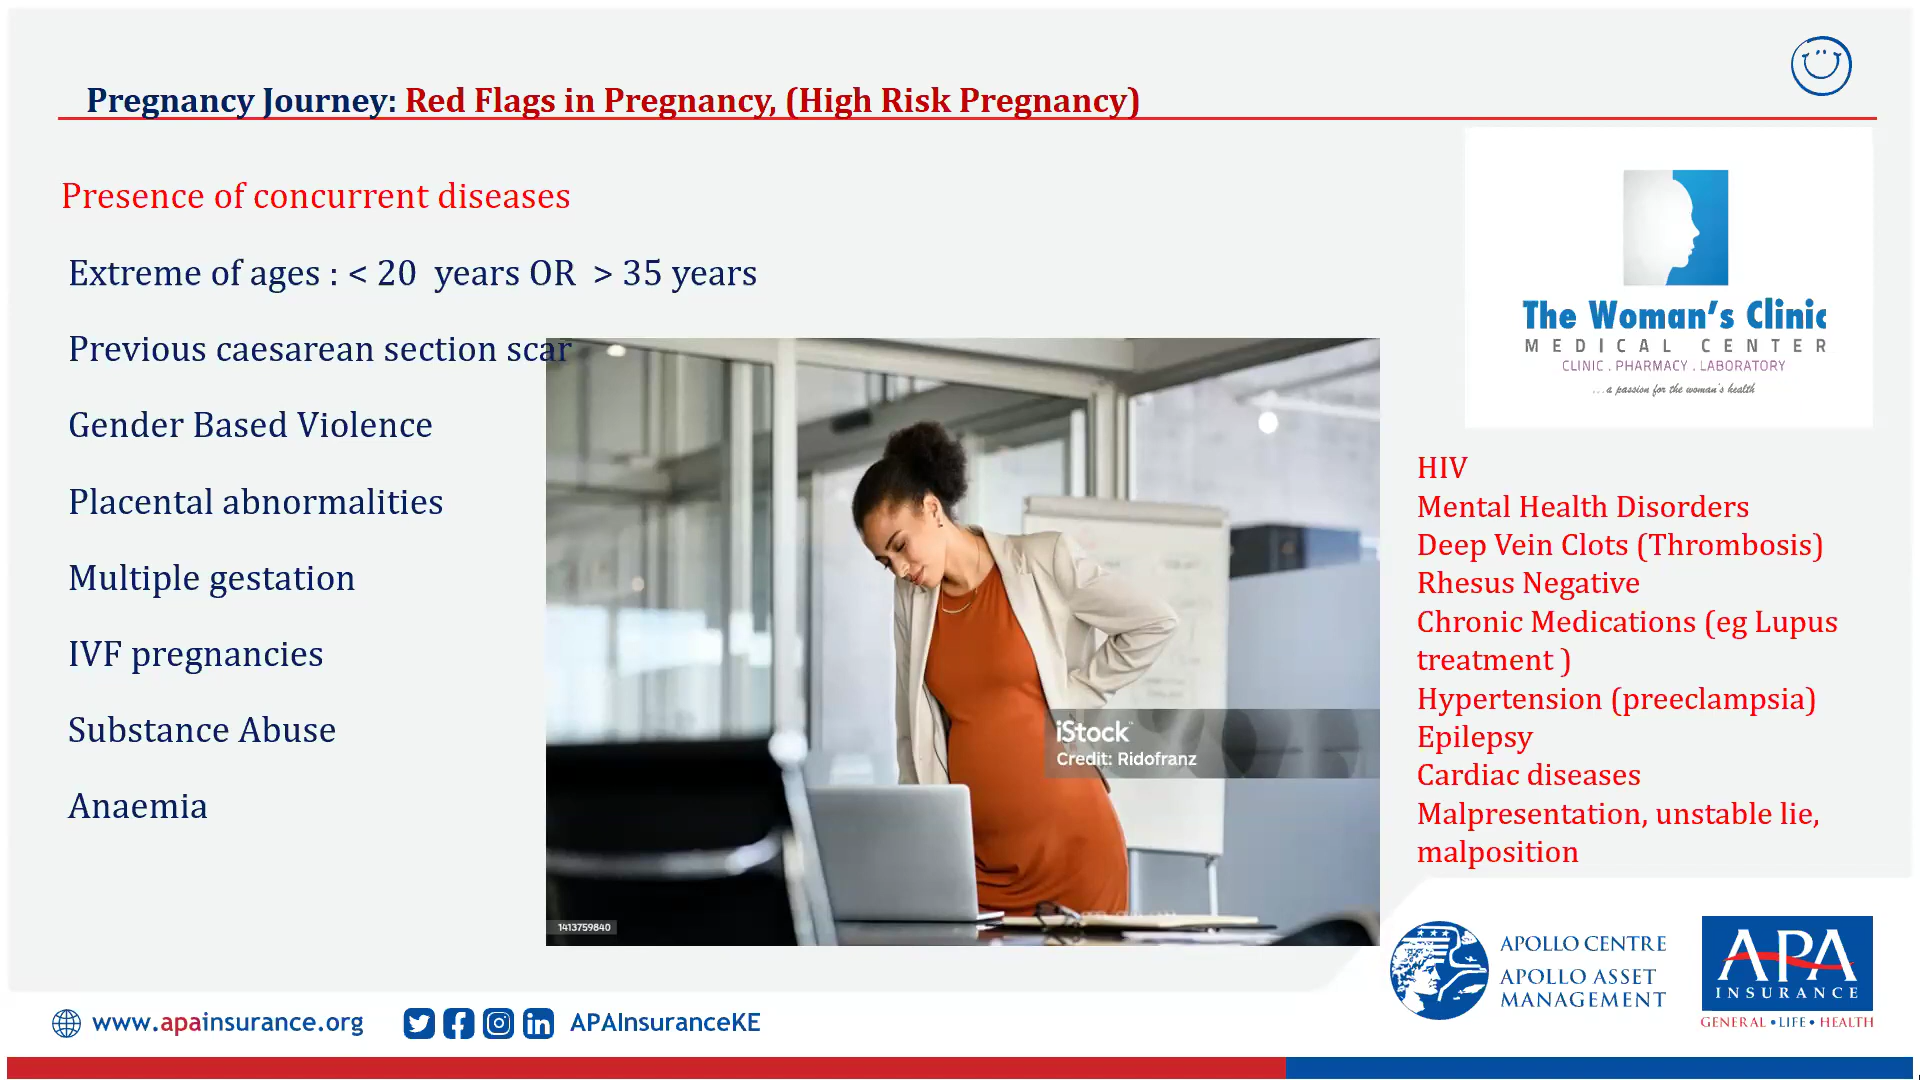 Pregnancy Journey: Red Flags in Pregnancy, (High Risk Pregnancy)
Presence of concurrent diseases
Extreme of ages : < 20 years OR > 35 years
Previous caesarean section scar
Gender Based Violence
Placental abnormalities
Multiple gestation
IVF pregnancies
Substance Abuse
Anaemia
iStock™
Credit: Ridofranz
1413759840
The Woman's Clinic
MEDICAL CENTER
CLINIC . PHARMACY . LABORATORY
...a passion for the woman's health
HIV
Mental Health Disorders
Deep Vein Clots (Thrombosis)
Rhesus Negative
Chronic Medications (eg Lupus
treatment )
Hypertension (preeclampsia)
Epilepsy
Cardiac diseases
Malpresentation, unstable lie,
malposition
APOLLO CENTRE
APOLLO ASSET
MANAGEMENT
APA
INSURANCE
GENERAL • LIFE • HEALTH
www.apainsurance.org
APAInsuranceKE